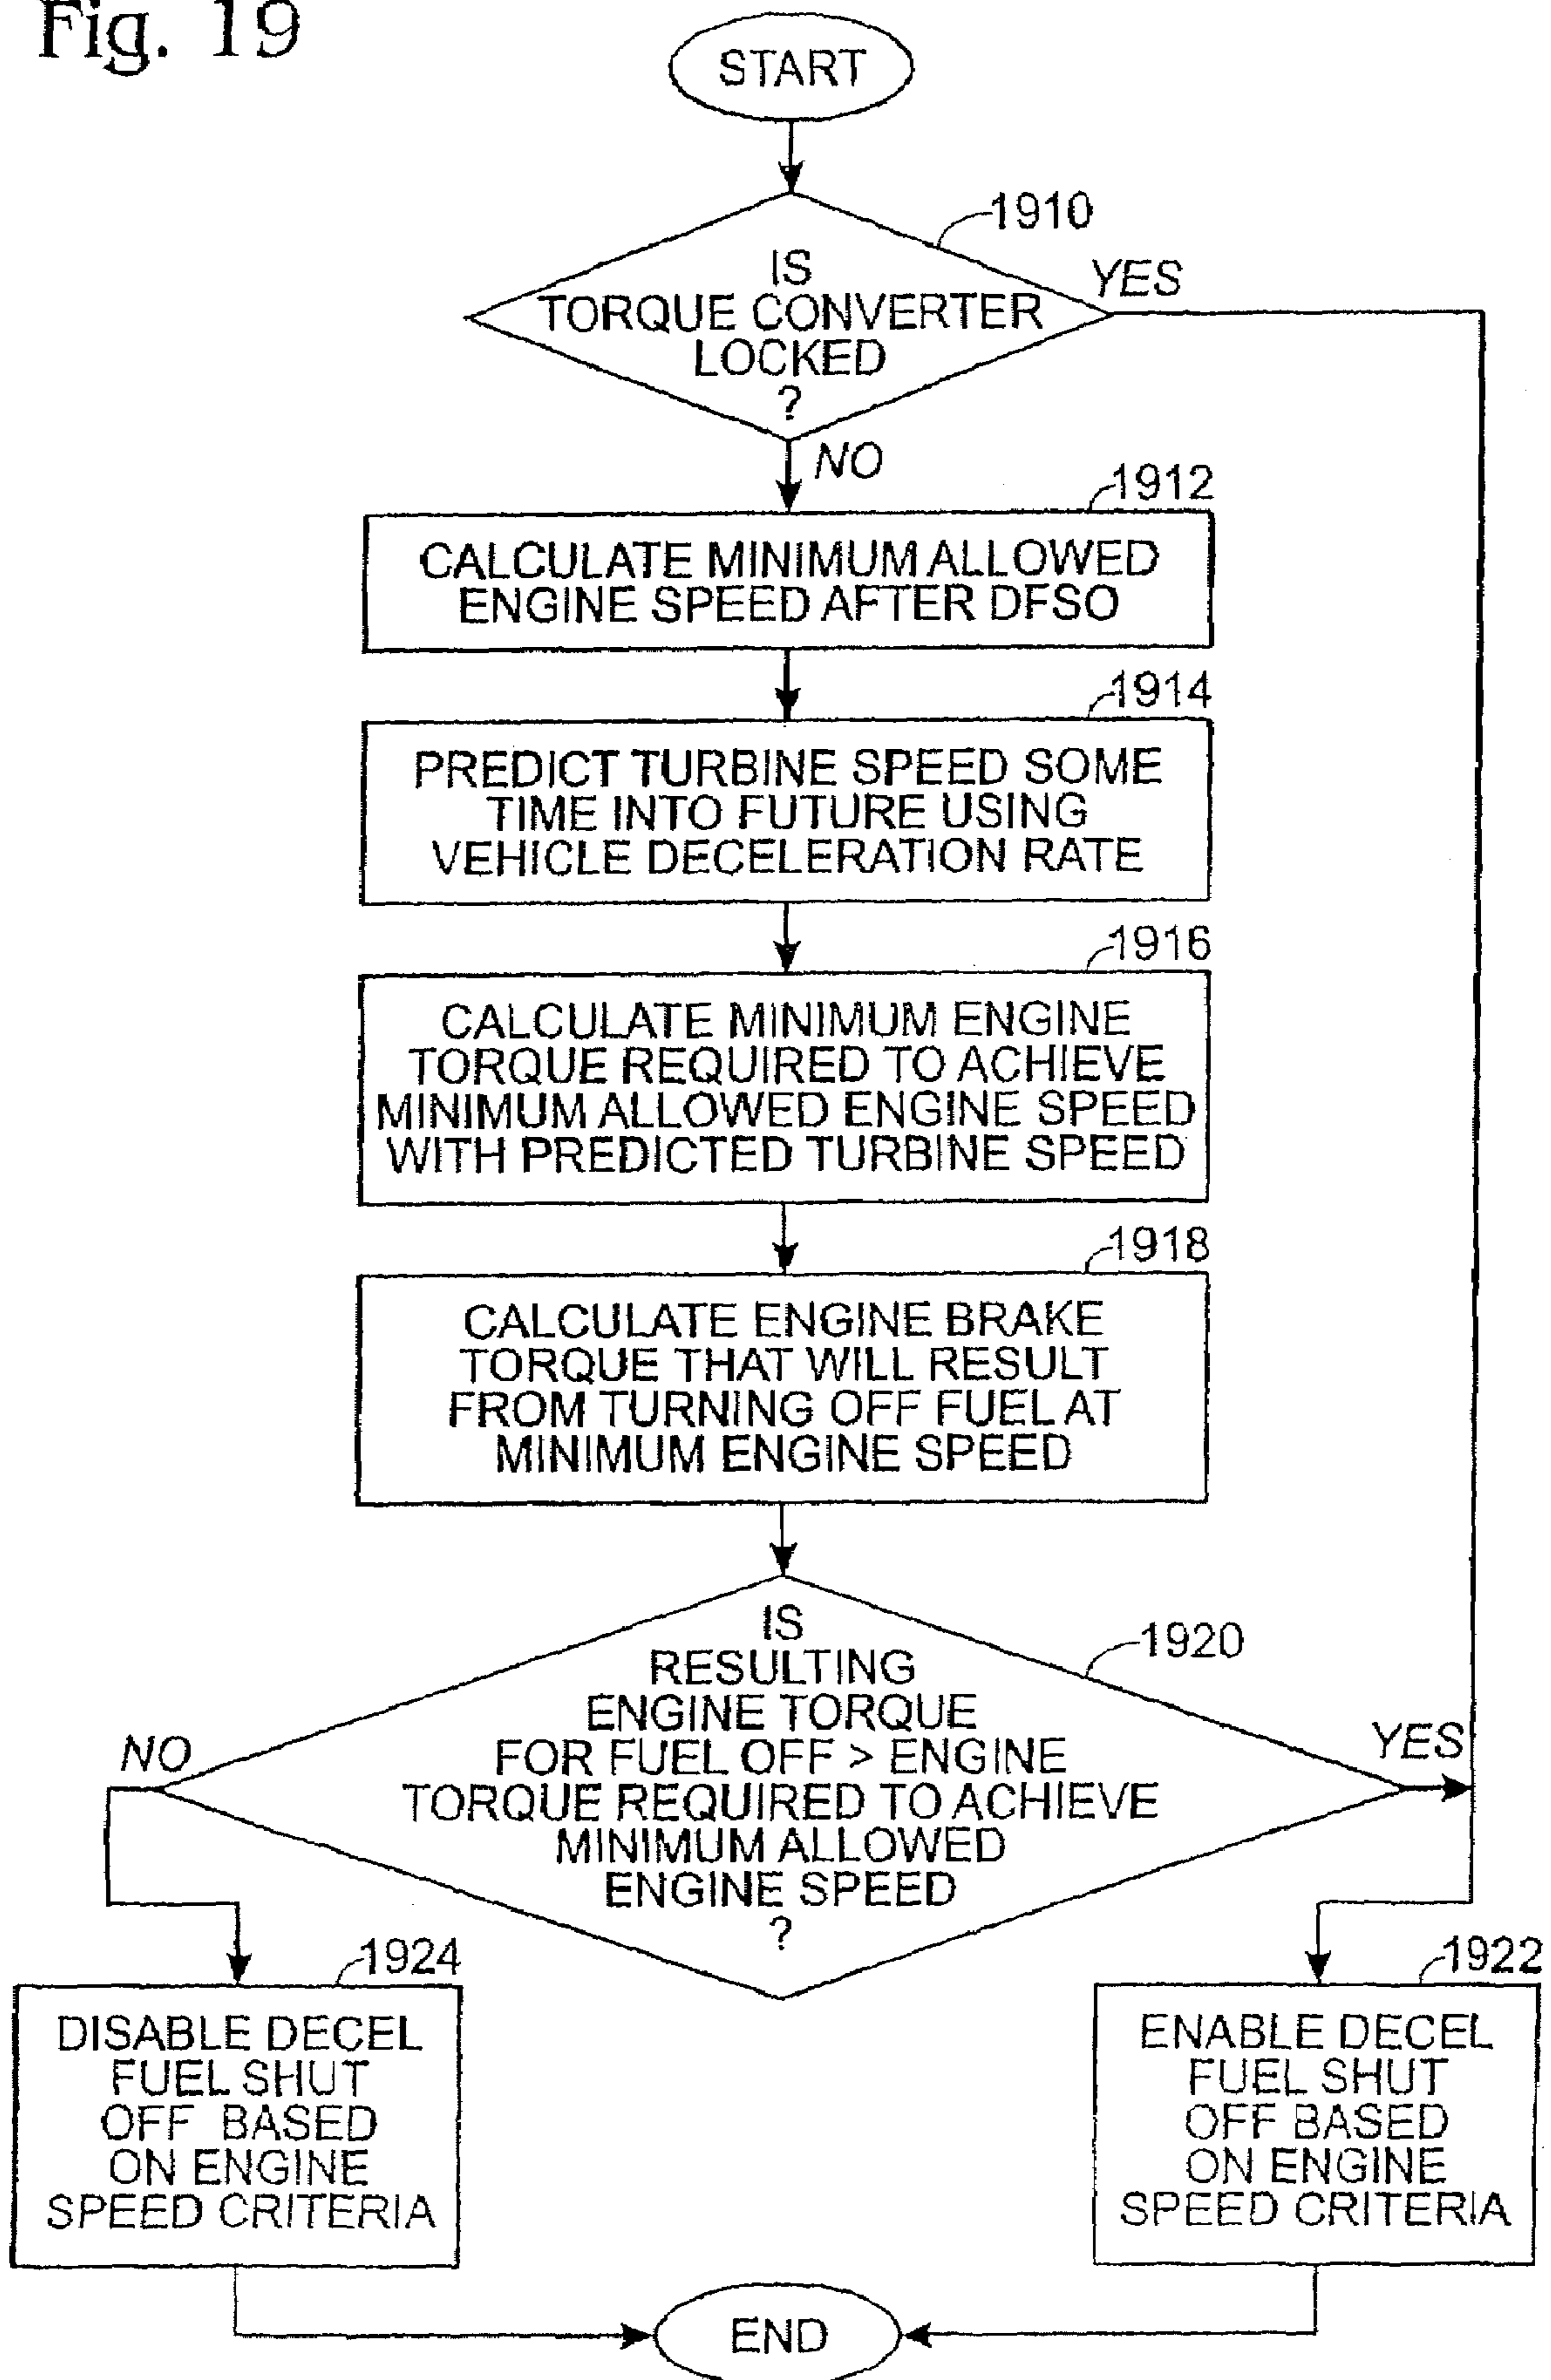 Fig. 19
START
1910
IS
TORQUE CONVERTER
LOCKED
?
YES
NO
1912
CALCULATE MINIMUM ALLOWED
ENGINE SPEED AFTER DFSO
1914
PREDICT TURBINE SPEED SOME
TIME INTO FUTURE USING
VEHICLE DECELERATION RATE
1916
CALCULATE MINIMUM ENGINE
TORQUE REQUIRED TO ACHIEVE
MINIMUM ALLOWED ENGINE SPEED
WITH PREDICTED TURBINE SPEED
1918
CALCULATE ENGINE BRAKE
TORQUE THAT WILL RESULT
FROM TURNING OFF FUEL AT
MINIMUM ENGINE SPEED
1920
IS
RESULTING
ENGINE TORQUE
FOR FUEL OFF > ENGINE
TORQUE REQUIRED TO ACHIEVE
MINIMUM ALLOWED
ENGINE SPEED
?
NO
YES
1924
DISABLE DECEL
FUEL SHUT
OFF BASED
ON ENGINE
SPEED CRITERIA
1922
ENABLE DECEL
FUEL SHUT
OFF BASED
ON ENGINE
SPEED CRITERIA
END